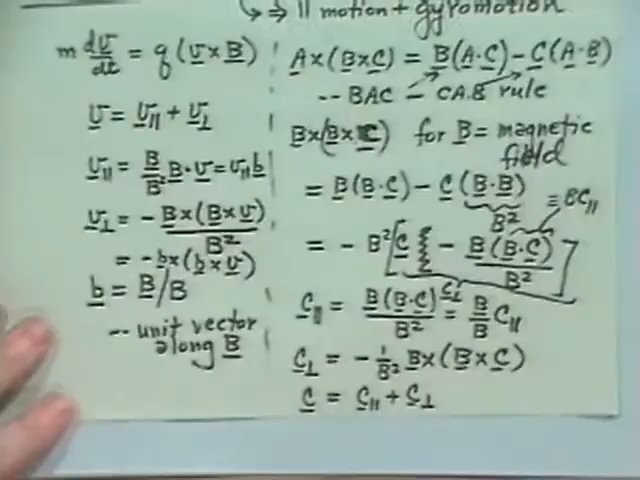 ↳ ⇒ || motion + gyromotion
m dv/dt = q (v × B)
v = v|| + v⊥
v|| = B/B² B · v = v|| b
v⊥ = - B × (B × v) / B²
= - b × (b × v)
b = B/B
-- unit vector
along B
A × (B × C) = B (A · C) - C (A · B)
-- BAC - CAB rule
B × (B × C) for B = magnetic
field
= B (B · C) - C (B · B)
B² ≡ BC||
= - B² [C - B (B · C) / B²]
C⊥
C|| = B (B · C) / B² = B/B C||
C⊥ = - 1/B² B × (B × C)
C = C|| + C⊥